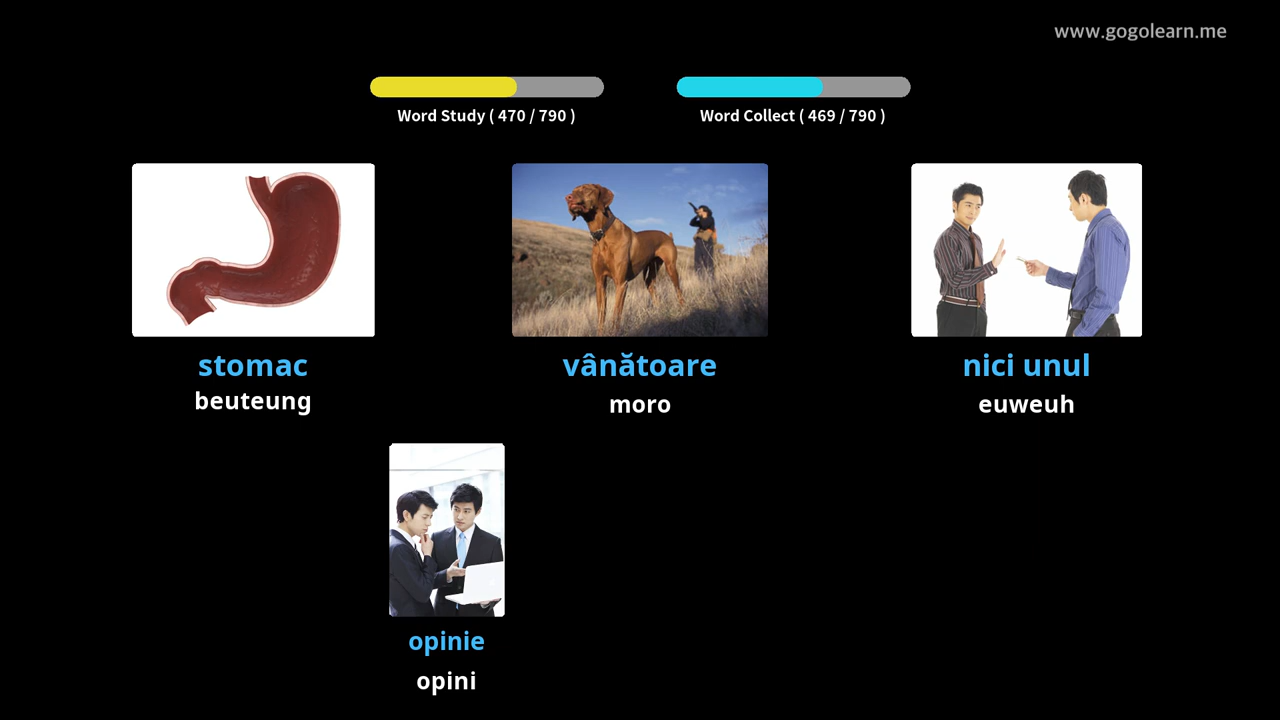 www.gogolearn.me
Word Study ( 470 / 790 )
Word Collect ( 469 / 790 )
stomac
beuteung
vânătoare
moro
nici unul
euweuh
opinie
opini